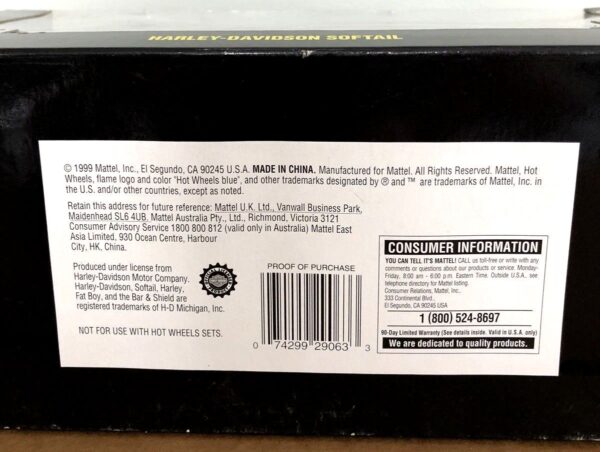 HARLEY-DAVIDSON SOFTAIL
© 1999 Mattel, Inc., El Segundo, CA 90245 U.S.A. MADE IN CHINA. Manufactured for Mattel. All Rights Reserved. Mattel, Hot
Wheels, flame logo and color "Hot Wheels blue", and other trademarks designated by ® and ™ are trademarks of Mattel, Inc. in
the U.S. and/or other countries, except as noted.
Retain this address for future reference: Mattel U.K. Ltd., Vanwall Business Park,
Maidenhead SL6 4UB. Mattel Australia Pty., Ltd., Richmond, Victoria 3121
Consumer Advisory Service 1800 800 812 (valid only in Australia) Mattel East
Asia Limited, 930 Ocean Centre, Harbour
City, HK, China.
Produced under license from
Harley-Davidson Motor Company.
Harley-Davidson, Softail, Harley,
Fat Boy, and the Bar & Shield are
registered trademarks of H-D Michigan, Inc.
NOT FOR USE WITH HOT WHEELS SETS.
PROOF OF PURCHASE
0 74299 29063 3
CONSUMER INFORMATION
YOU CAN TELL IT'S MATTEL! CALL us toll-free or write with any
comments or questions about our products or service. Monday-
Friday, 8:00 am - 6:00 p.m. Eastern Time. Outside U.S.A., see
telephone directory for Mattel listing.
Consumer Relations, Mattel, Inc.,
333 Continental Blvd.,
El Segundo, CA 90245 USA
1 (800) 524-8697
90-Day Limited Warranty (See details inside. Valid in U.S.A. only)
We are dedicated to quality products.